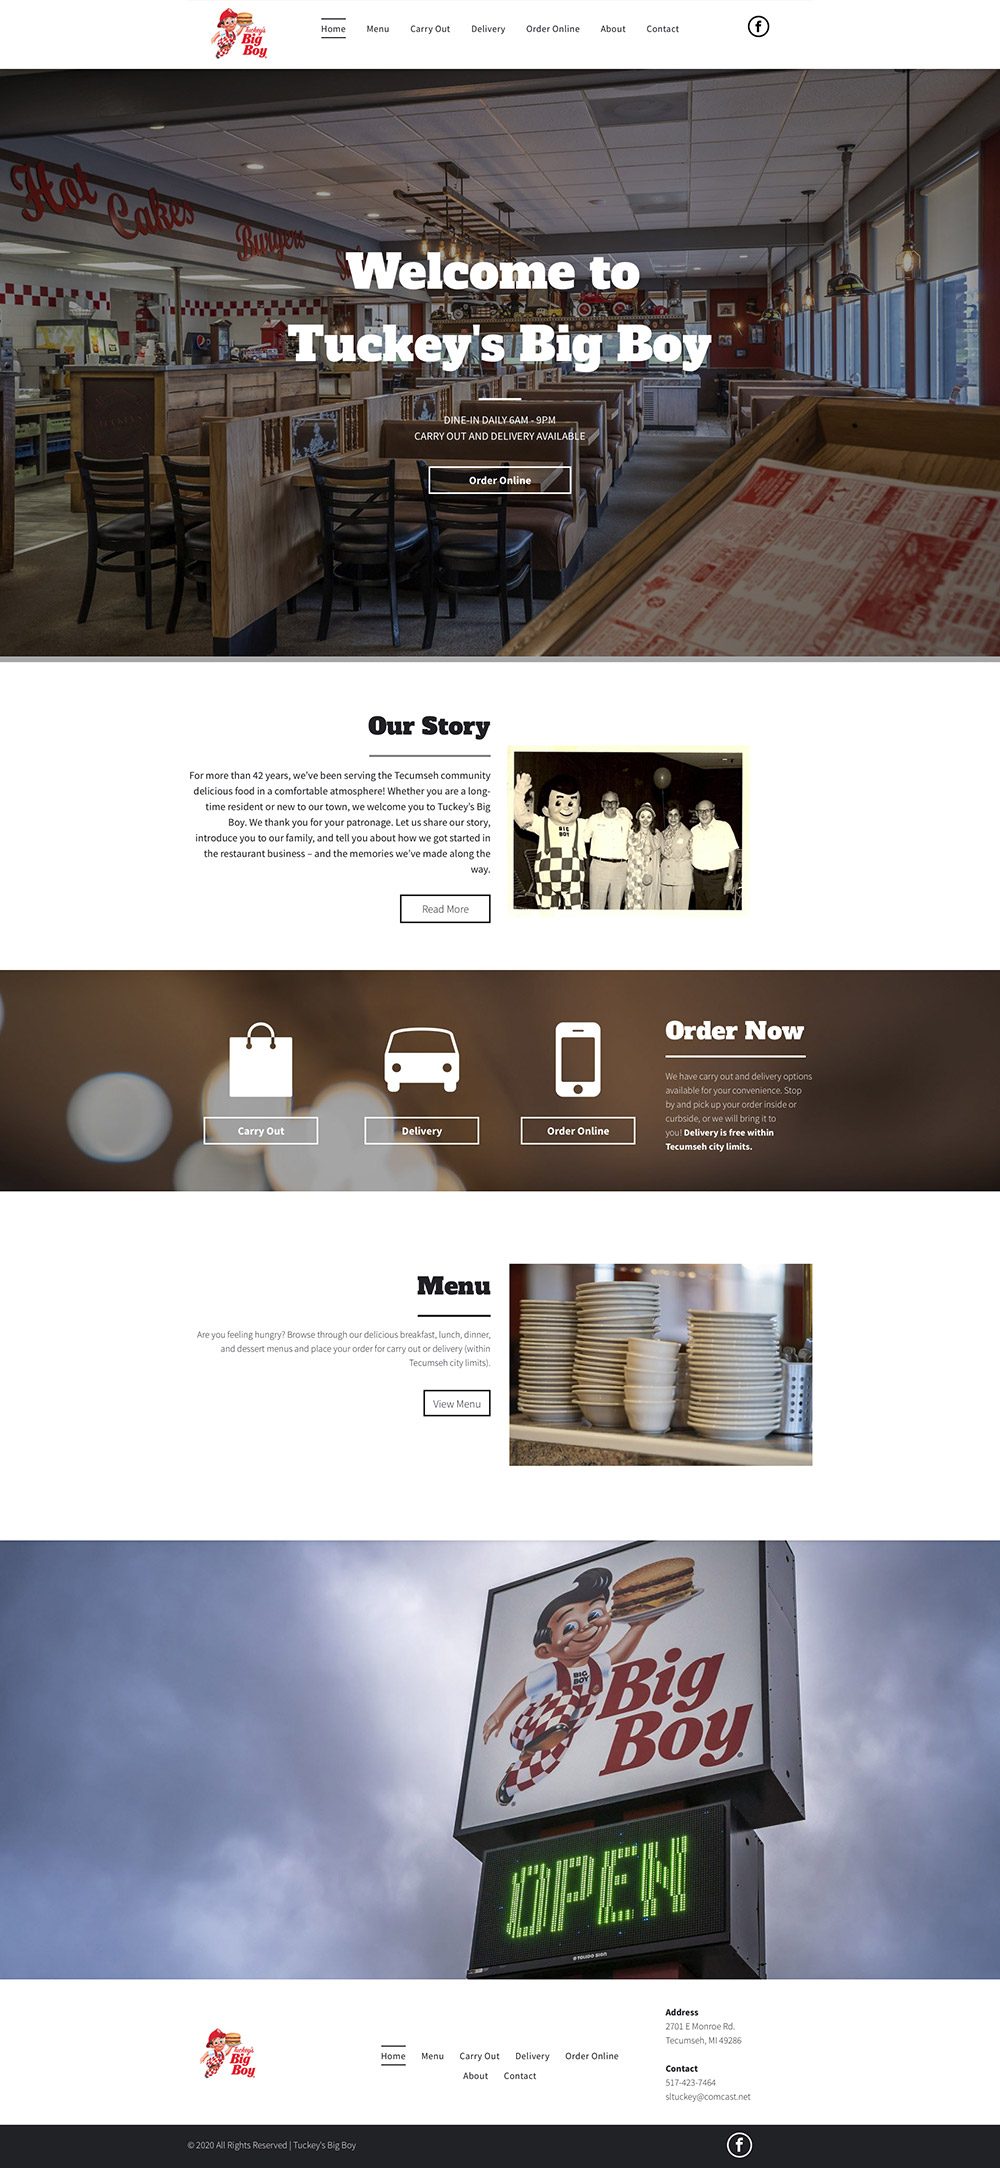 Tuckey's
Big
Boy
Home
Menu
Carry Out
Delivery
Order Online
About
Contact
f
Hot Cakes
Burgers
Welcome to
Tuckey's Big Boy
DINE-IN DAILY 6AM - 9PM
CARRY OUT AND DELIVERY AVAILABLE
Order Online
pepsi
Our Story
For more than 42 years, we've been serving the Tecumseh community
delicious food in a comfortable atmosphere! Whether you are a long-
time resident or new to our town, we welcome you to Tuckey's Big
Boy. We thank you for your patronage. Let us share our story,
introduce you to our family, and tell you about how we got started in
the restaurant business – and the memories we've made along the
way.
Read More
BIG
BOY
Carry Out
Delivery
Order Online
Order Now
We have carry out and delivery options
available for your convenience. Stop
by and pick up your order inside or
curbside, or we will bring it to
you! Delivery is free within
Tecumseh city limits.
Menu
Are you feeling hungry? Browse through our delicious breakfast, lunch, dinner,
and dessert menus and place your order for carry out or delivery (within
Tecumseh city limits).
View Menu
BIG
BOY
Big
Boy
OPEN
TOLEDO SIGN
Tuckey's
Big
Boy
Home
Menu
Carry Out
Delivery
Order Online
About
Contact
Address
2701 E Monroe Rd.
Tecumseh, MI 49286
Contact
517-423-7464
sltuckey@comcast.net
© 2020 All Rights Reserved | Tuckey's Big Boy
f